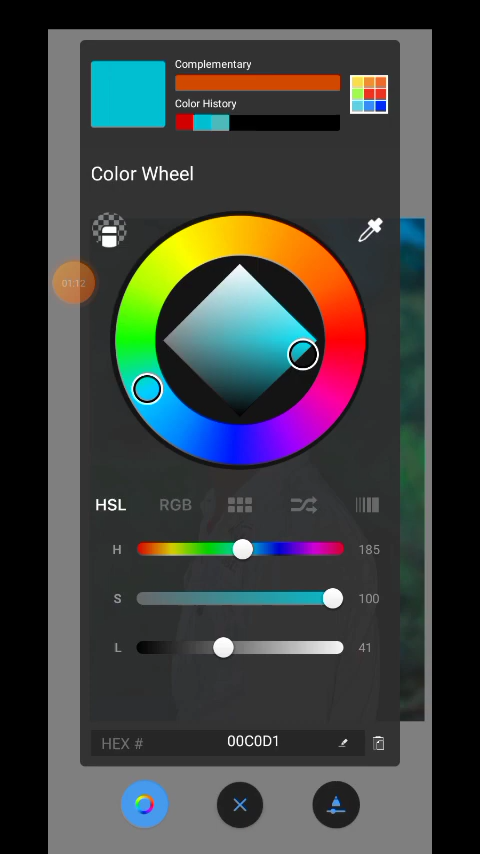 Complementary
Color History
Color Wheel
01:12
HSL RGB
H 185
S 100
L 41
HEX # 00C0D1